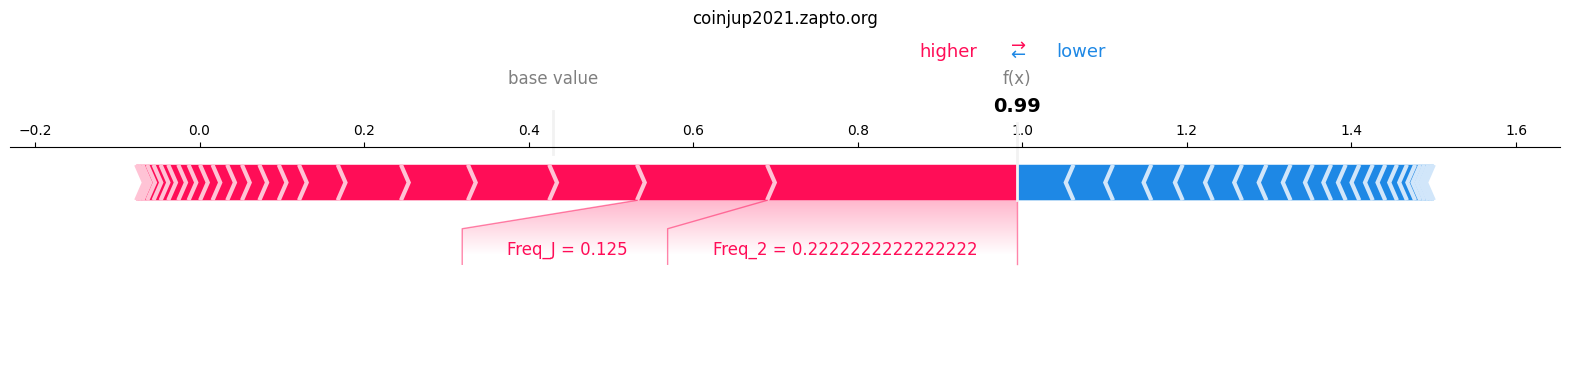 coinjup2021.zapto.org
higher → ← lower
base value f(x)
0.99
−0.2 0.0 0.2 0.4 0.6 0.8 1.0 1.2 1.4 1.6
Freq_J = 0.125 Freq_2 = 0.2222222222222222